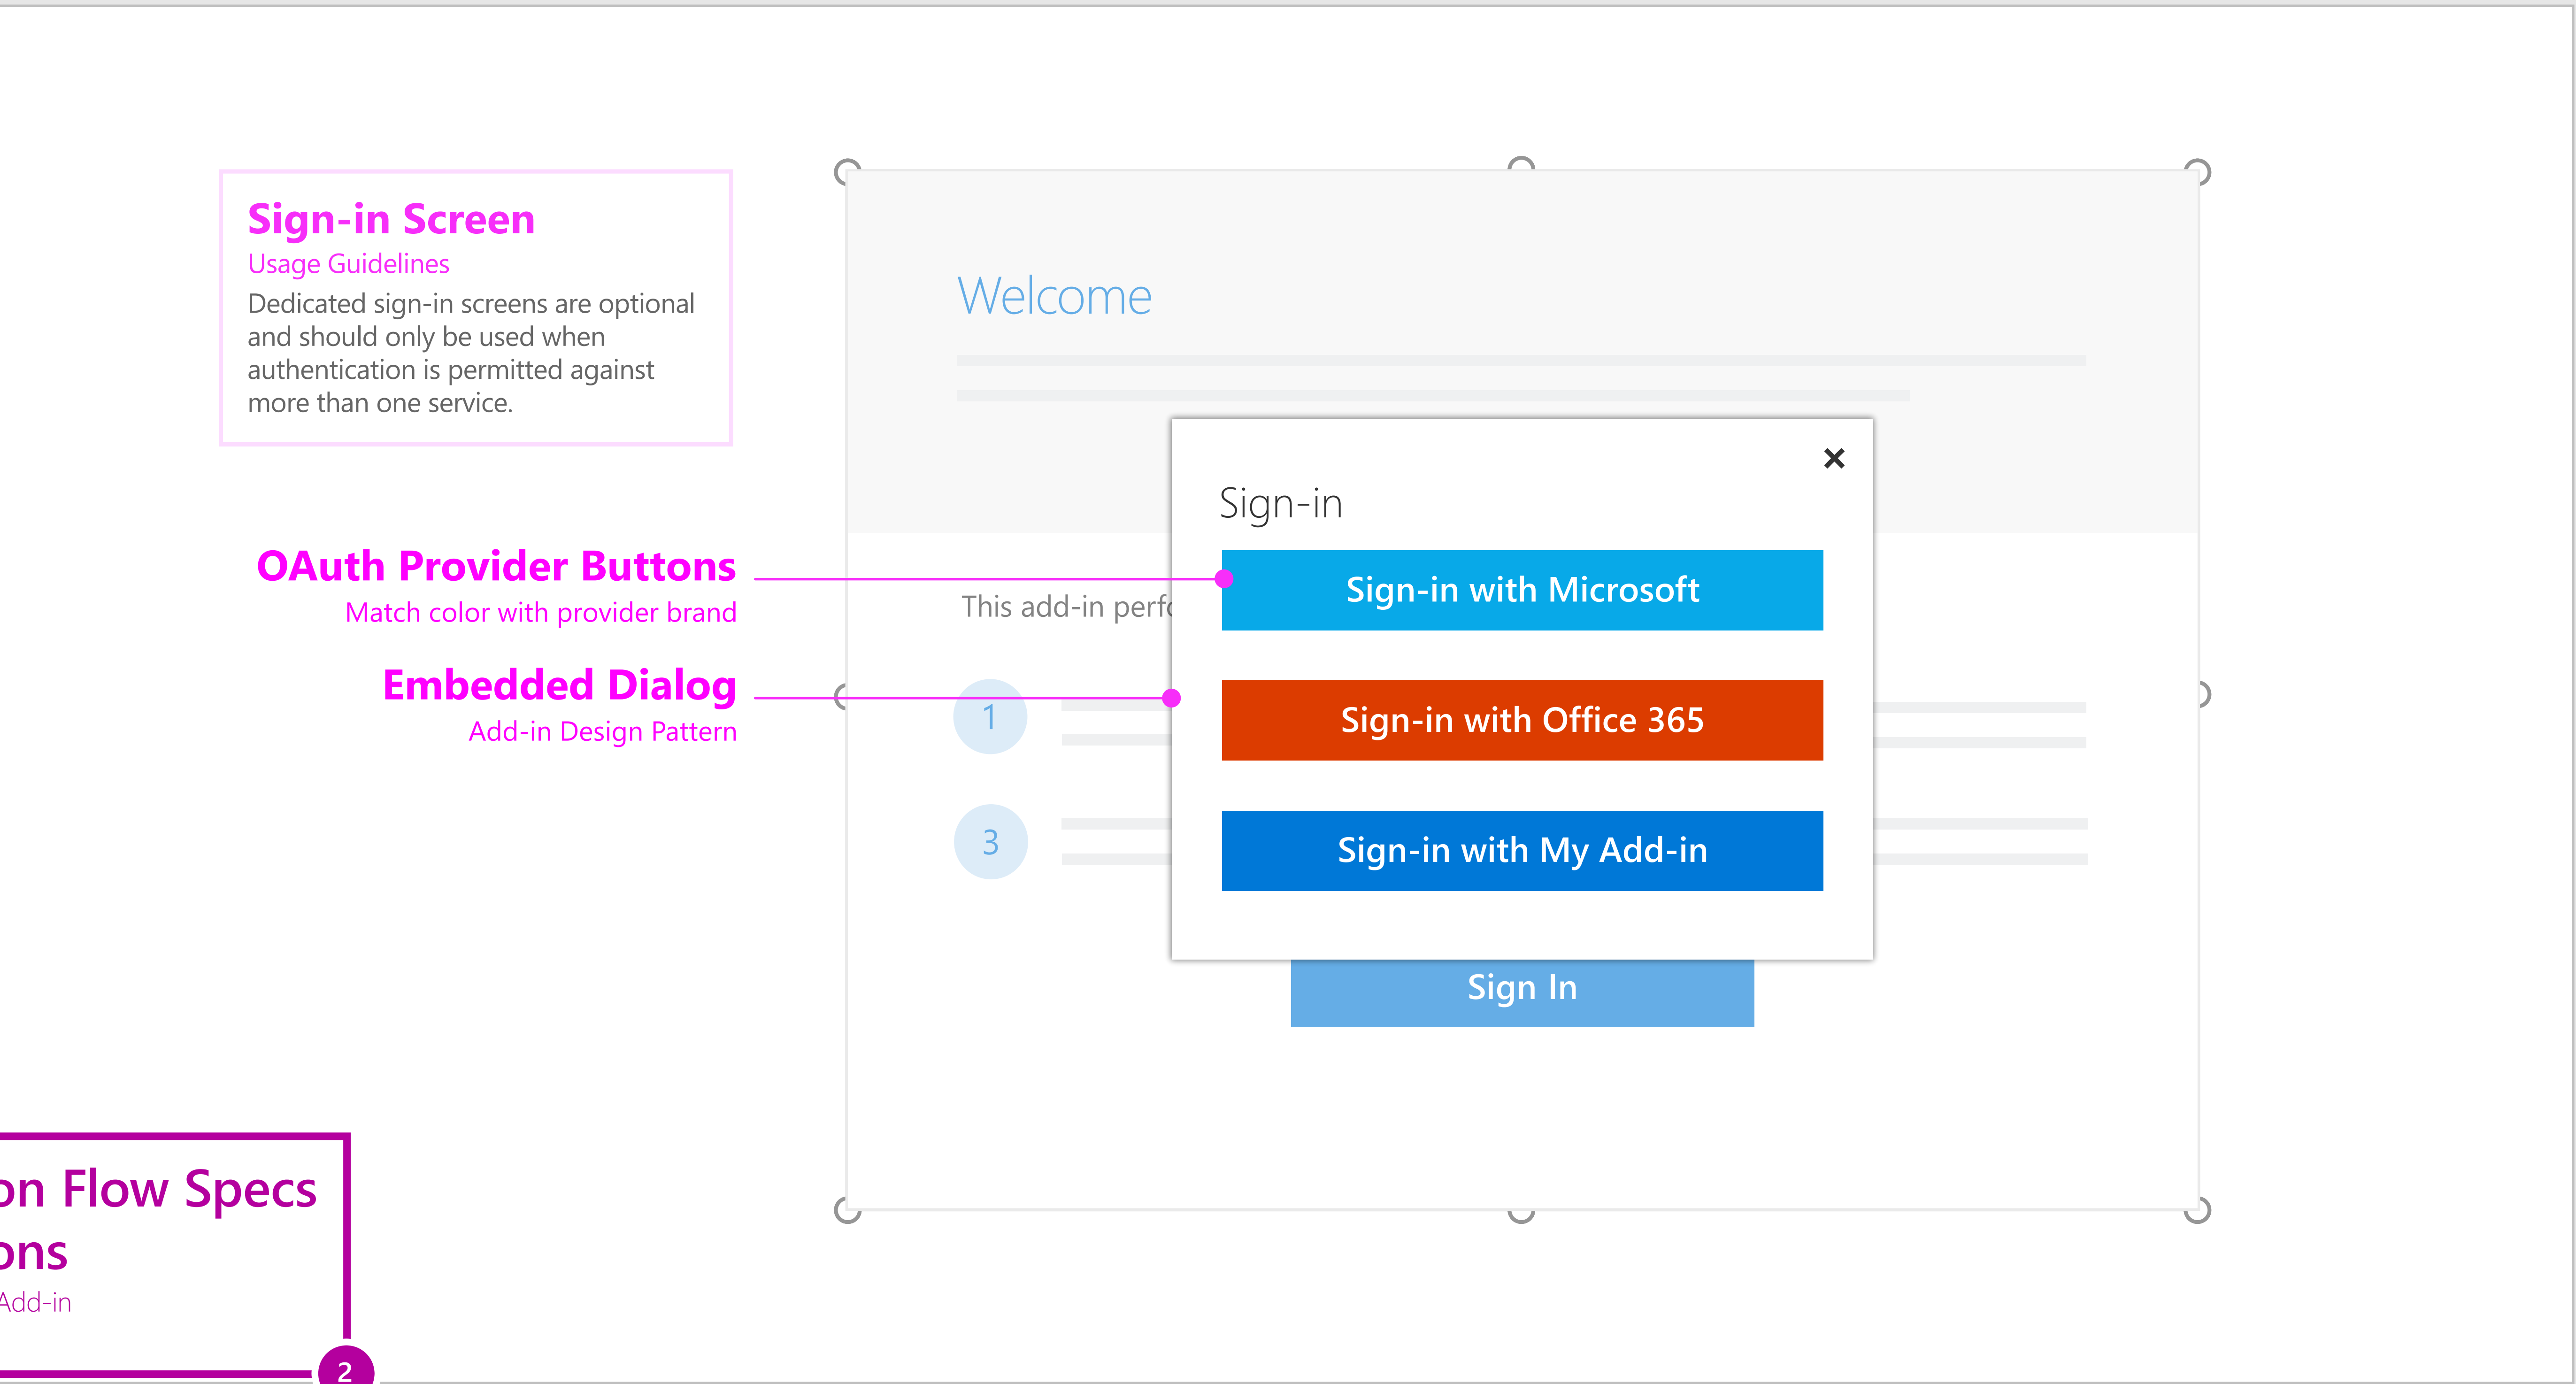 Sign-in Screen
Usage Guidelines
Dedicated sign-in screens are optional
and should only be used when
authentication is permitted against
more than one service.
OAuth Provider Buttons
Match color with provider brand
Embedded Dialog
Add-in Design Pattern
Welcome
This add-in
1
3
Sign-in
Sign-in with Microsoft
Sign-in with Office 365
Sign-in with My Add-in
Sign In
Flow Specs
Add-in
2